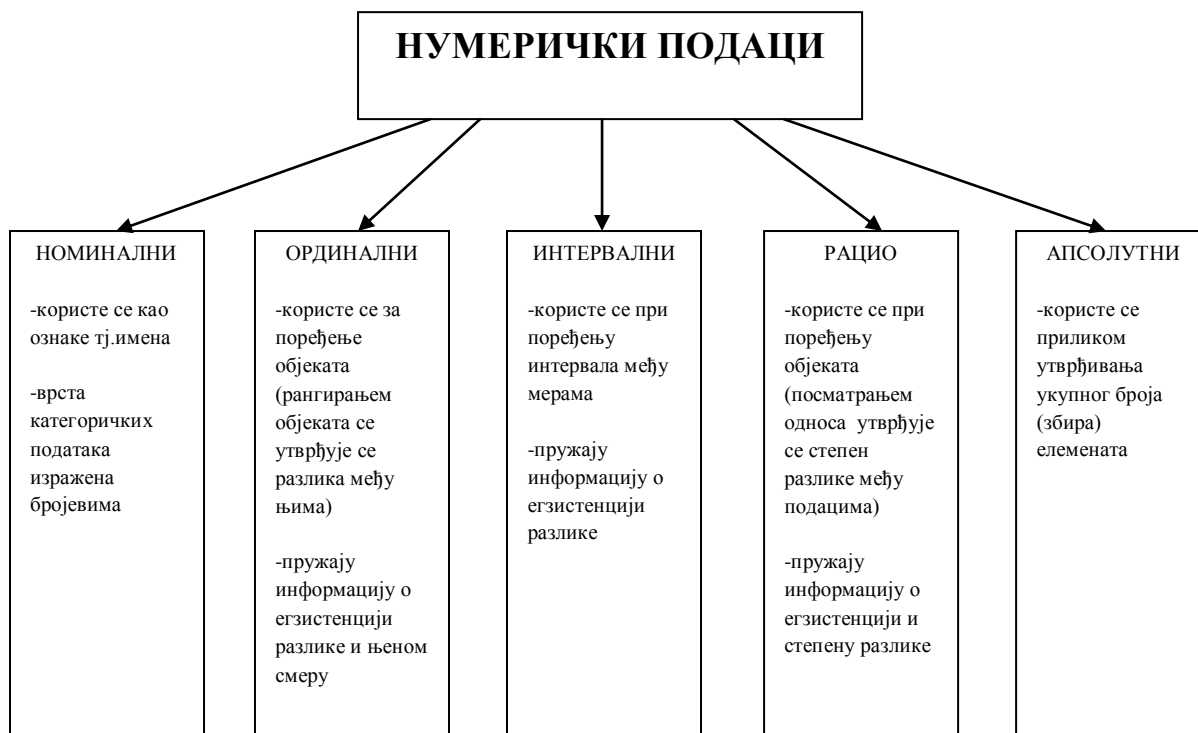 НУМЕРИЧКИ ПОДАЦИ
НОМИНАЛНИ
-користе се као
ознаке тј.имена
-врста
категоричких
података
изражена
бројевима
ОРДИНАЛНИ
-користе се за
поређење
објеката
(рангирањем
објеката се
утврђује се
разлика међу
њима)
-пружају
информацију о
егзистенцији
разлике и њеном
смеру
ИНТЕРВАЛНИ
-користе се при
поређењу
интервала међу
мерама
-пружају
информацију о
егзистенцији
разлике
РАЦИО
-користе се при
поређењу
објеката
(посматрањем
односа утврђује
се степен
разлике међу
подацима)
-пружају
информацију о
егзистенцији и
степену разлике
АПСОЛУТНИ
-користе се
приликом
утврђивања
укупног броја
(збира)
елемената